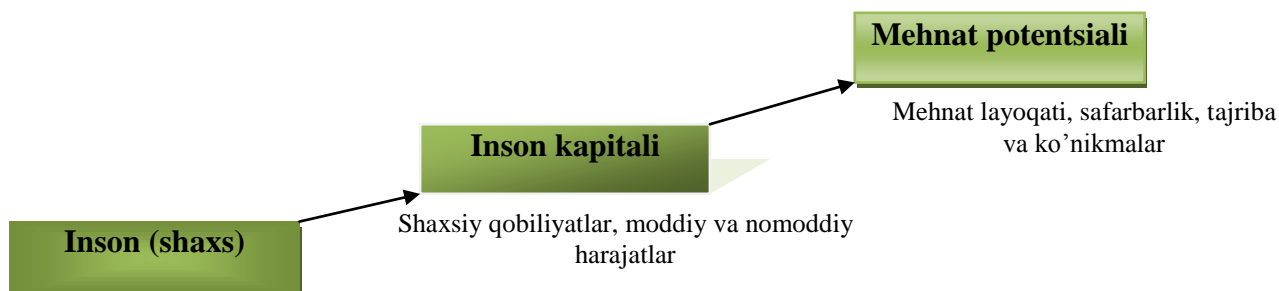 Mehnat potentsiali
Mehnat layoqati, safarbarlik, tajriba
va ko’nikmalar
Inson kapitali
Shaxsiy qobiliyatlar, moddiy va nomoddiy
harajatlar
Inson (shaxs)